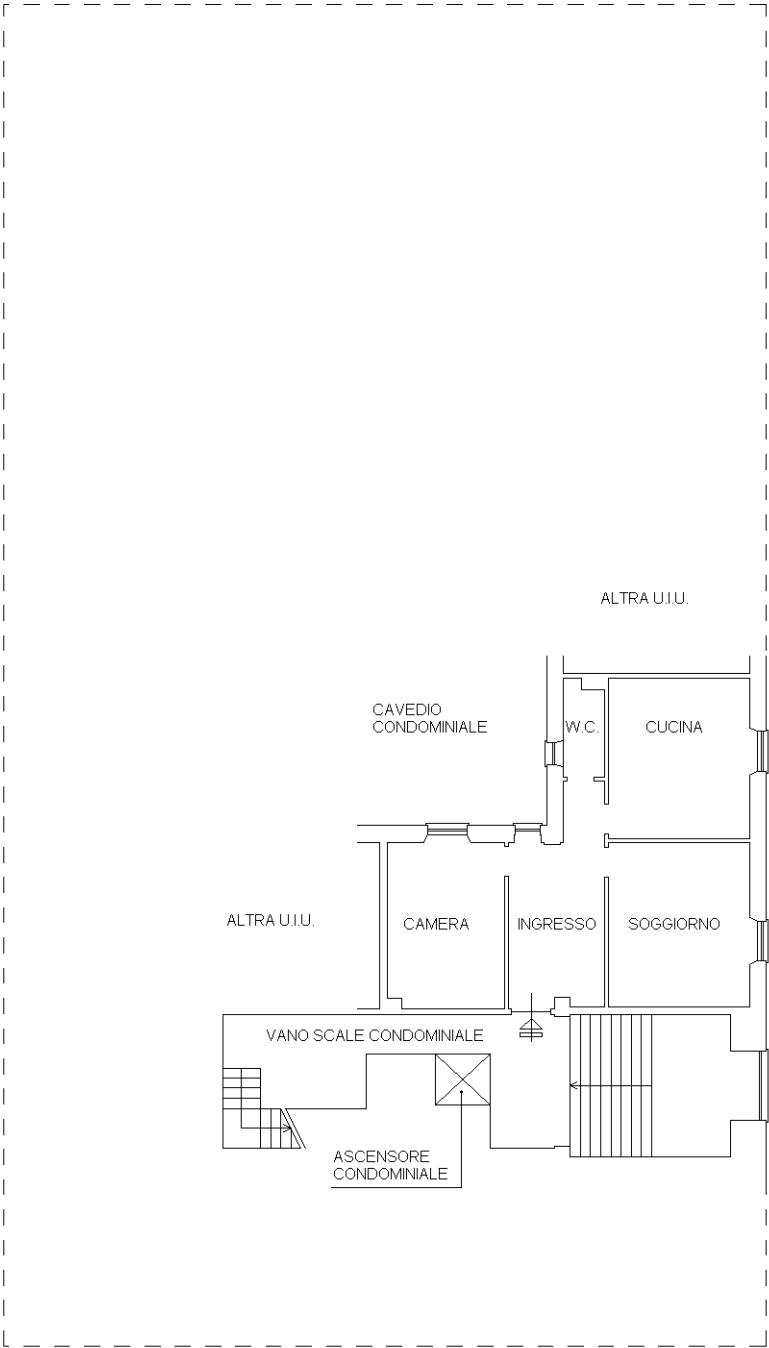 ALTRA U.I.U.
CAVEDIO
CONDOMINIALE
W.C.
CUCINA
ALTRA U.I.U.
CAMERA
INGRESSO
SOGGIORNO
VANO SCALE CONDOMINIALE
ASCENSORE
CONDOMINIALE